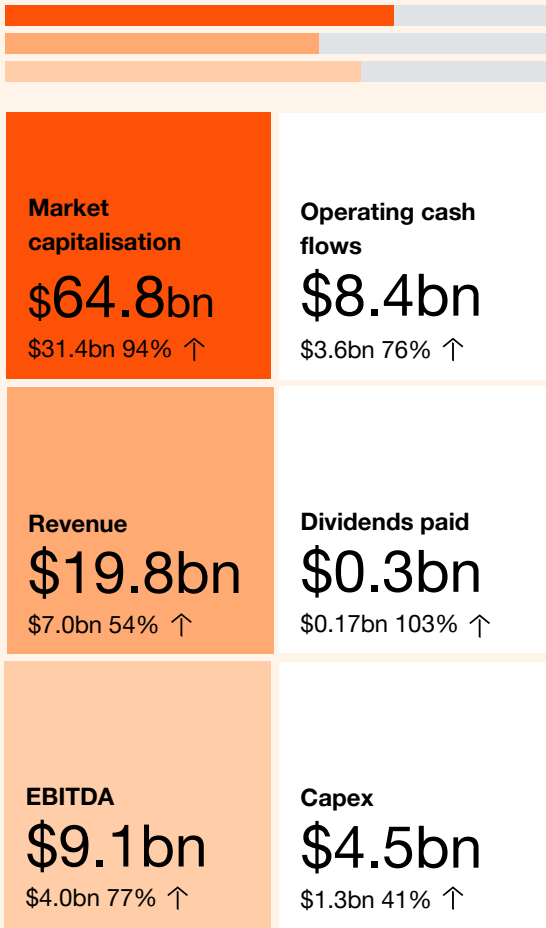 Market
capitalisation
$64.8bn
$31.4bn 94% ↑
Operating cash
flows
$8.4bn
$3.6bn 76% ↑
Revenue
$19.8bn
$7.0bn 54% ↑
Dividends paid
$0.3bn
$0.17bn 103% ↑
EBITDA
$9.1bn
$4.0bn 77% ↑
Capex
$4.5bn
$1.3bn 41% ↑